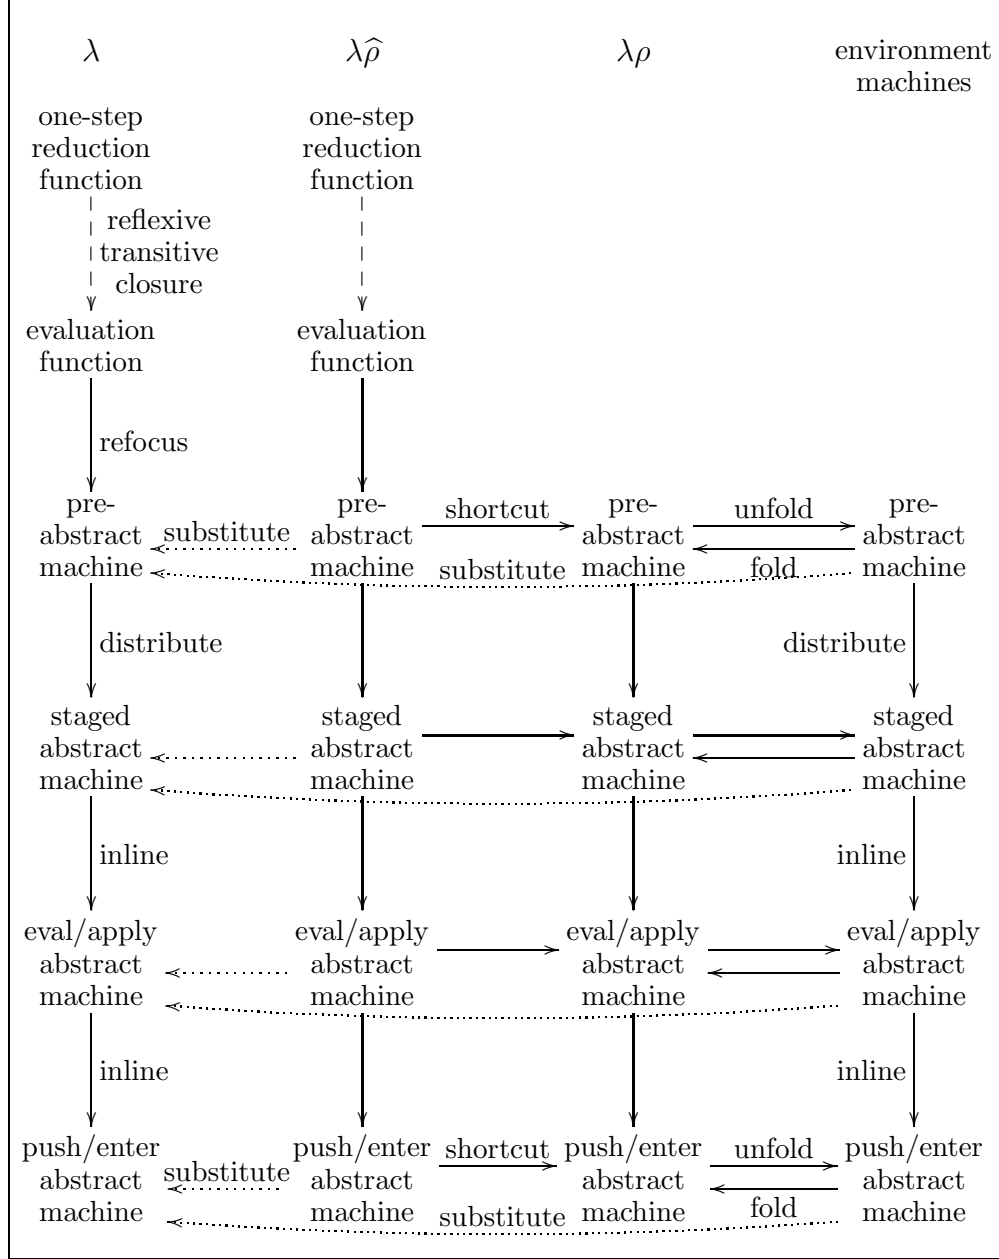 λ
λρ̂
λρ
environment
machines
one-step
reduction
function
one-step
reduction
function
reflexive
transitive
closure
evaluation
function
evaluation
function
refocus
pre-
abstract
machine
substitute
pre-
abstract
machine
shortcut
substitute
pre-
abstract
machine
unfold
fold
pre-
abstract
machine
distribute
distribute
staged
abstract
machine
staged
abstract
machine
staged
abstract
machine
staged
abstract
machine
inline
inline
eval/apply
abstract
machine
eval/apply
abstract
machine
eval/apply
abstract
machine
eval/apply
abstract
machine
inline
inline
push/enter
abstract
machine
substitute
push/enter
abstract
machine
shortcut
substitute
push/enter
abstract
machine
unfold
fold
push/enter
abstract
machine